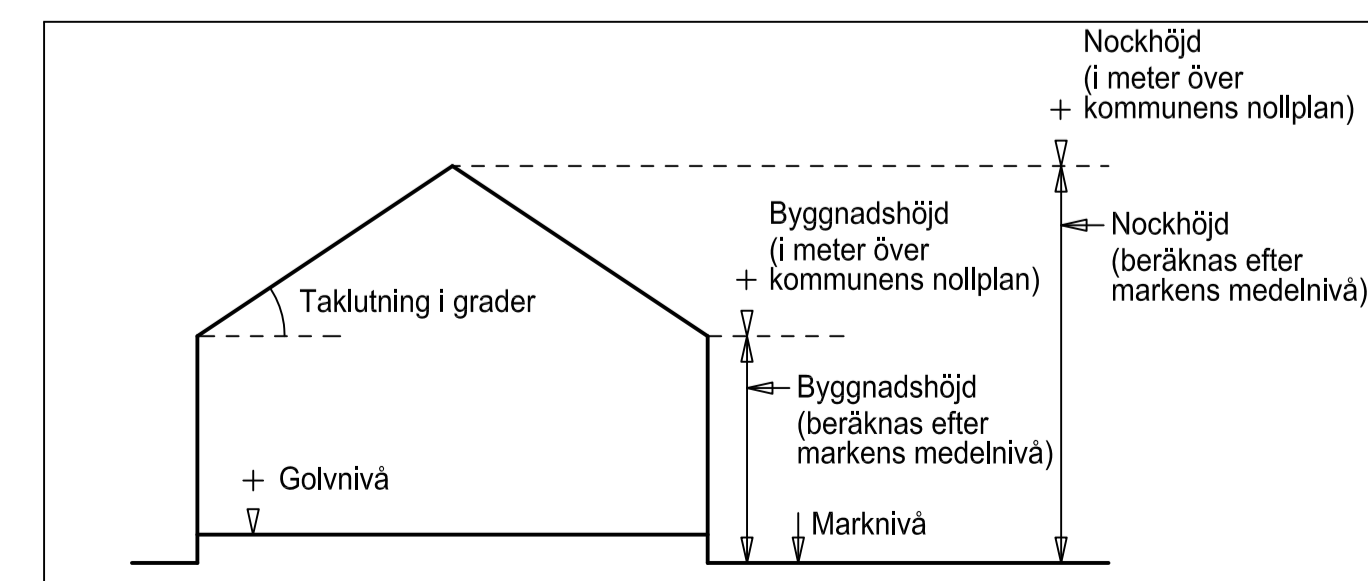 Nockhöjd
(i meter över
+ kommunens nollplan)
Byggnadshöjd
(i meter över
+ kommunens nollplan)
Nockhöjd
(beräknas efter
markens medelnivå)
Taklutning i grader
Byggnadshöjd
(beräknas efter
markens medelnivå)
+ Golvnivå
Marknivå